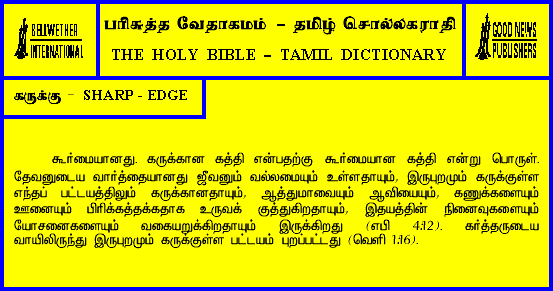 BELLWETHER
INTERNATIONAL
பரிசுத்த வேதாகமம் – தமிழ் சொல்லகராதி
THE HOLY BIBLE – TAMIL DICTIONARY
GOOD NEWS
PUBLISHERS
கருக்கு – SHARP - EDGE
கூர்மையானது. கருக்கான கத்தி என்பதற்கு கூர்மையான கத்தி என்று பொருள்.
தேவனுடைய வார்த்தையானது ஜீவனும் வல்லமையும் உள்ளதாயும், இருபுறமும் கருக்குள்ள
எந்தப் பட்டயத்திலும் கருக்கானதாயும், ஆத்துமாவையும் ஆவியையும், கணுக்களையும்
ஊனையும் பிரிக்கத்தக்கதாக உருவக் குத்துகிறதாயும், இதயத்தின் நினைவுகளையும்
யோசனைகளையும் வகையறுக்கிறதாயும் இருக்கிறது (எபி 4:12). கர்த்தருடைய
வாயிலிருந்து இருபுறமும் கருக்குள்ள பட்டயம் புறப்பட்டது (வெளி 1:16).